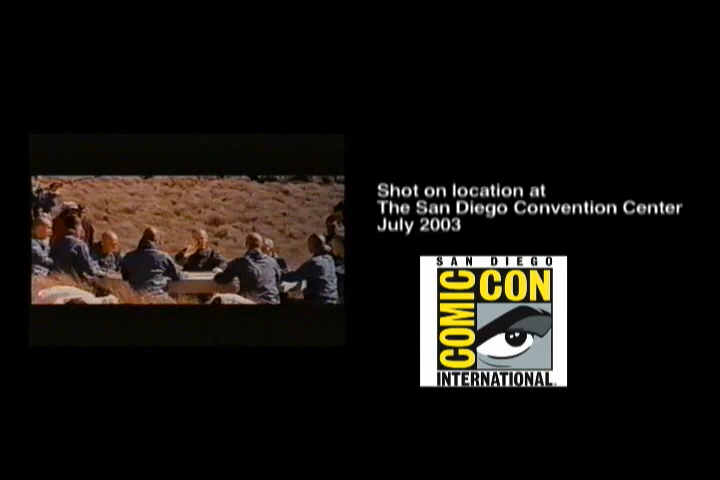 Shot on location at
The San Diego Convention Center
July 2003
SAN DIEGO
COMIC CON
INTERNATIONAL